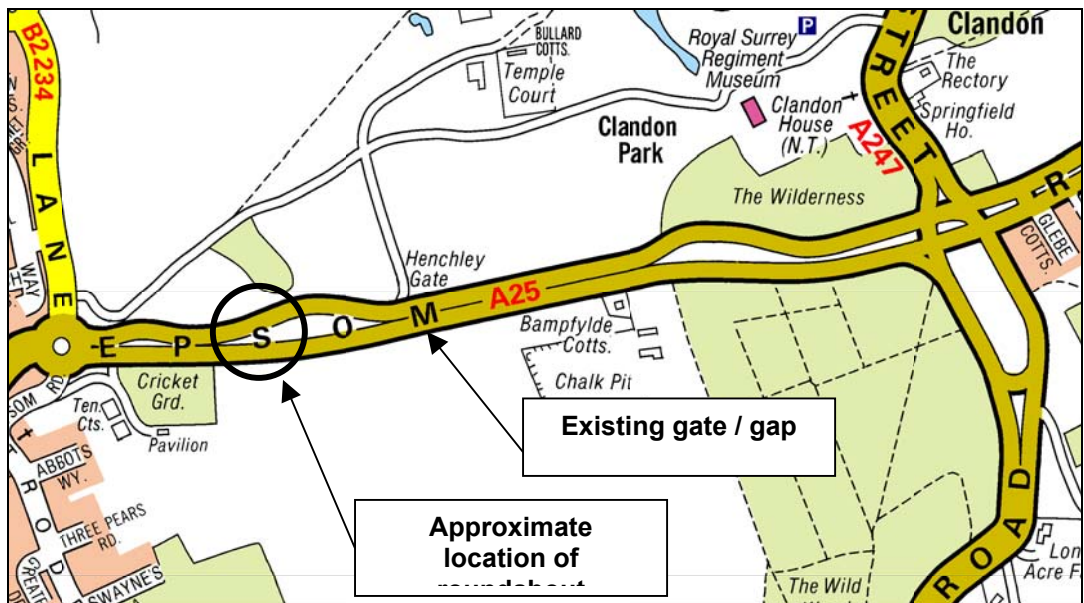 B2234
LANE
BULLARD
COTTS.
Temple
Court
Royal Surrey
Regiment
Museum
P
STREET
Clandon
The
Rectory
Springfield
Ho.
Clandon
House
(N.T.)
A247
Clandon
Park
The Wilderness
R
GLEBE
COTTS.
WAY
Henchley
Gate
EPSOM
A25
Bampfylde
Cotts.
Chalk Pit
Cricket
Grd.
Ten.
Cts.
Pavilion
ABBOTS
WY.
THREE PEARS
RD.
SWAYNE'S
ROAD
Acre F
The Wild
Existing gate / gap
Approximate
location of
roundabout